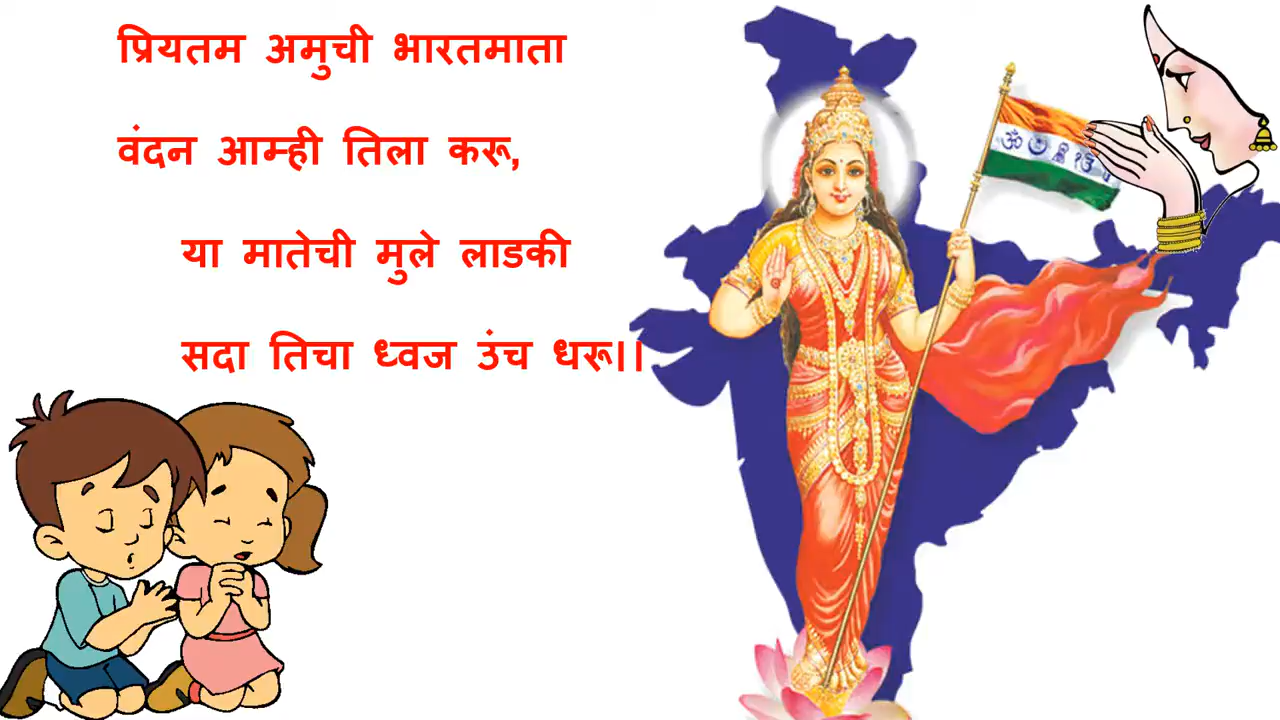 प्रियतम अमुची भारतमाता
वंदन आम्ही तिला करू,
या मातेची मुले लाडकी
सदा तिचा ध्वज उंच धरू।।
ॐ